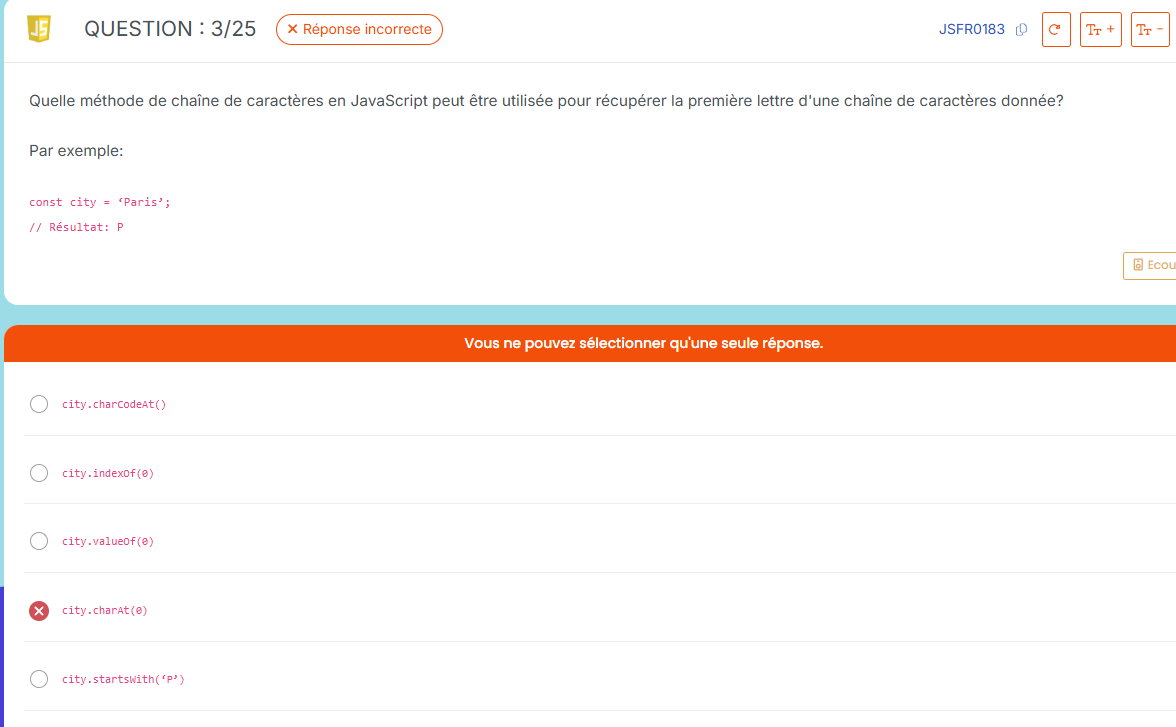 JS
QUESTION : 3/25
✕ Réponse incorrecte
JSFR0183
TT +
TT -
Quelle méthode de chaîne de caractères en JavaScript peut être utilisée pour récupérer la première lettre d'une chaîne de caractères donnée?
Par exemple:
const city = ‘Paris’;
// Résultat: P
Ecou
Vous ne pouvez sélectionner qu'une seule réponse.
city.charCodeAt()
city.indexOf(0)
city.valueOf(0)
city.charAt(0)
city.startsWith(‘P’)